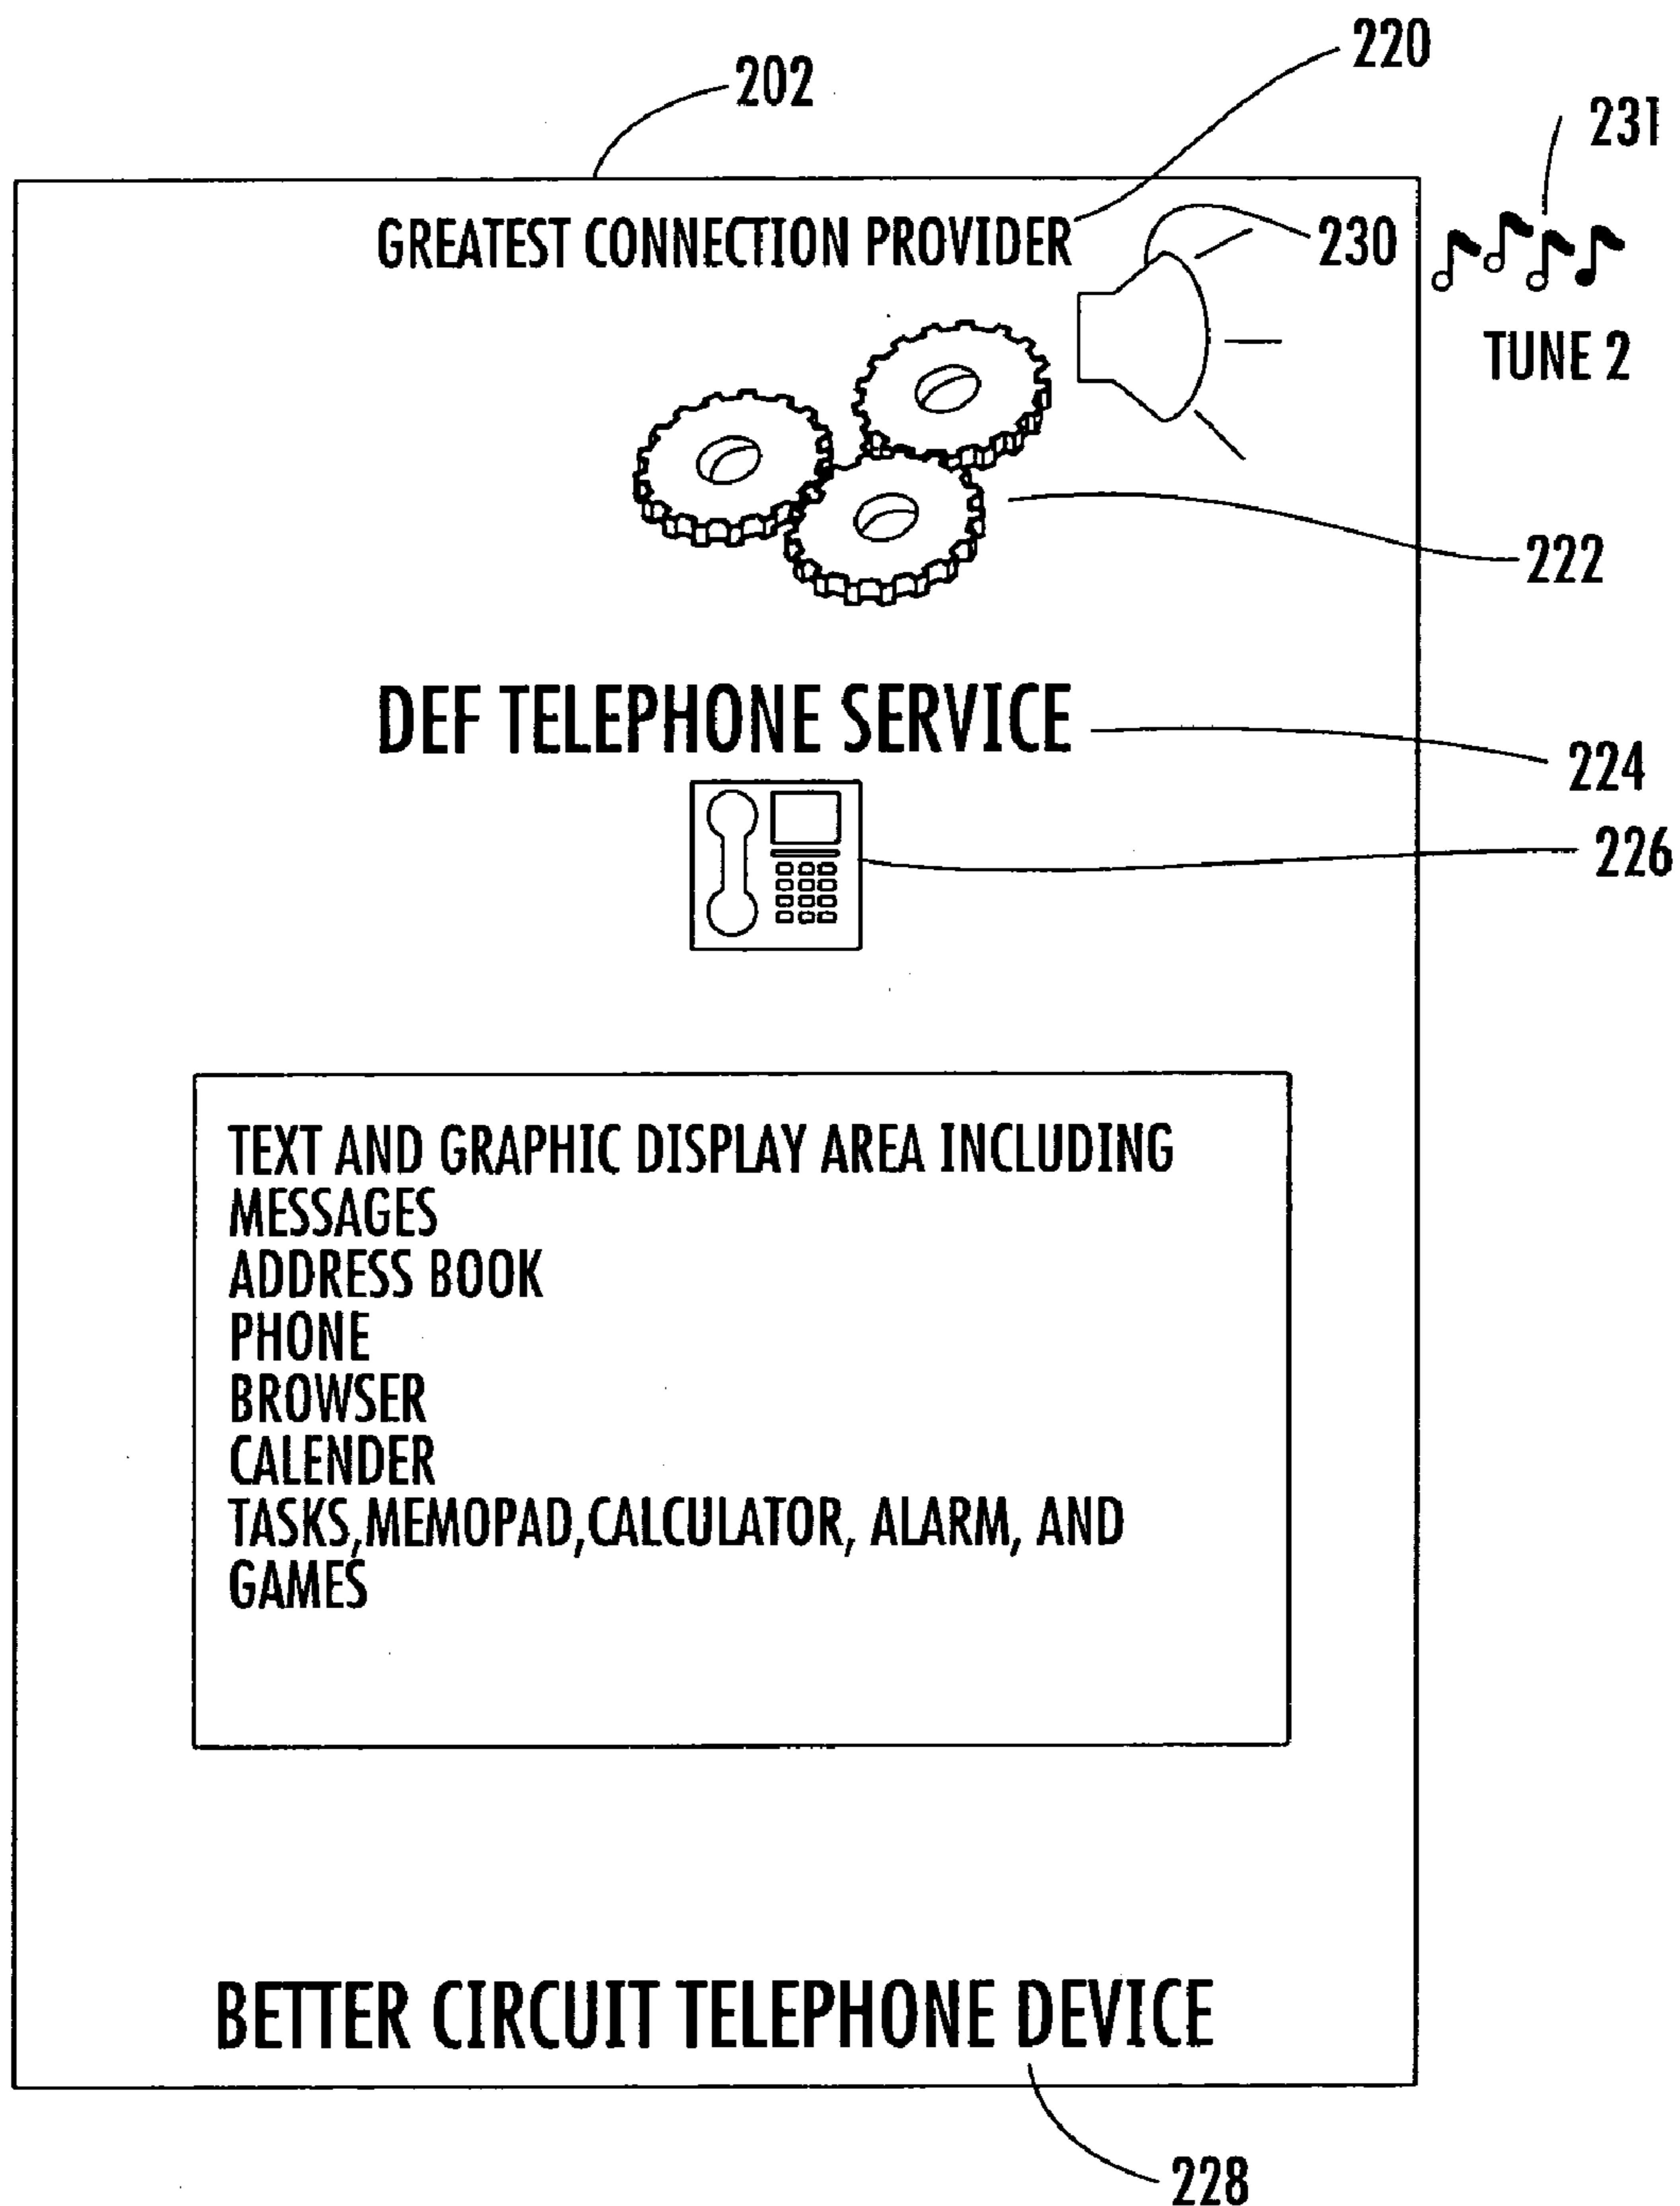 220
202
231
GREATEST CONNECTION PROVIDER
230
TUNE 2
222
DEF TELEPHONE SERVICE
224
226
TEXT AND GRAPHIC DISPLAY AREA INCLUDING
MESSAGES
ADDRESS BOOK
PHONE
BROWSER
CALENDER
TASKS,MEMOPAD,CALCULATOR, ALARM, AND
GAMES
BETTER CIRCUIT TELEPHONE DEVICE
228